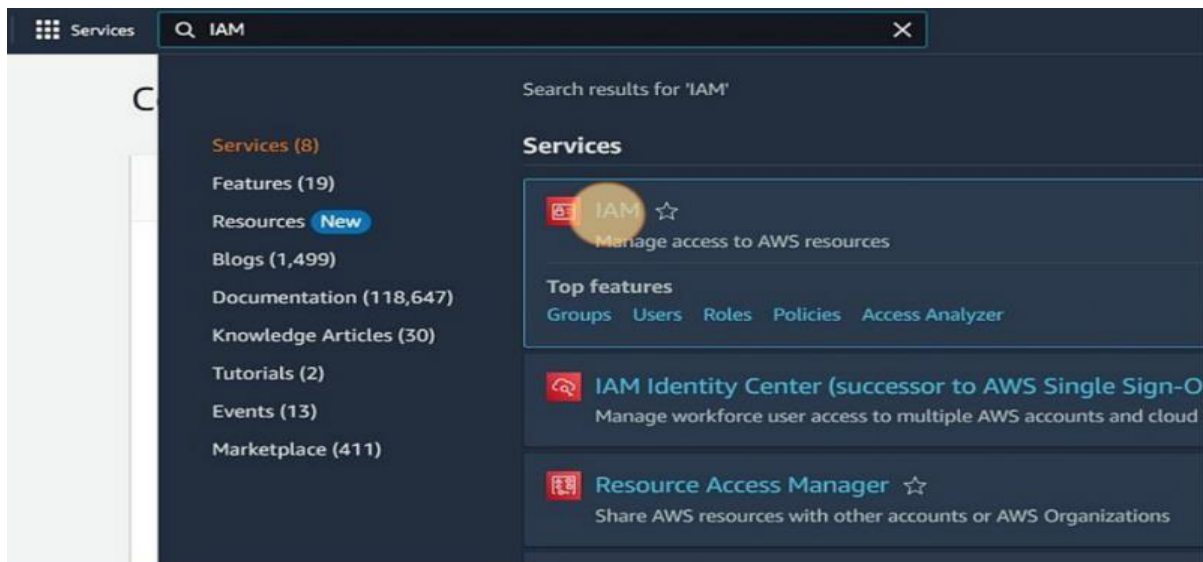 Services
IAM
C
Search results for 'IAM'
Services (8)
Features (19)
Resources New
Blogs (1,499)
Documentation (118,647)
Knowledge Articles (30)
Tutorials (2)
Events (13)
Marketplace (411)
Services
IAM
Manage access to AWS resources
Top features
Groups Users Roles Policies Access Analyzer
IAM Identity Center (successor to AWS Single Sign-O
Manage workforce user access to multiple AWS accounts and cloud
Resource Access Manager
Share AWS resources with other accounts or AWS Organizations